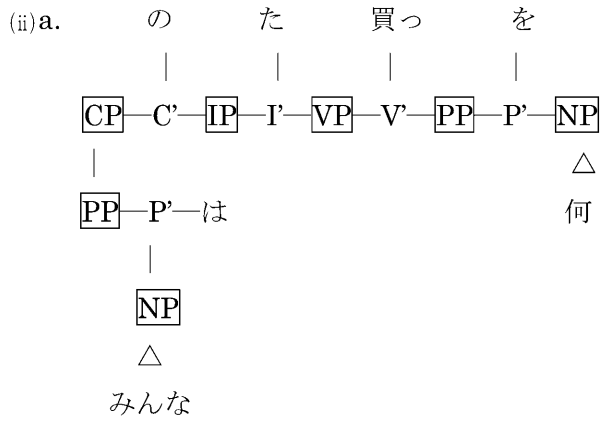 (ii)a. の た 買っ を
CP C’ IP I’ VP V’ PP P’ NP
PP P’ は 何
NP
みんな